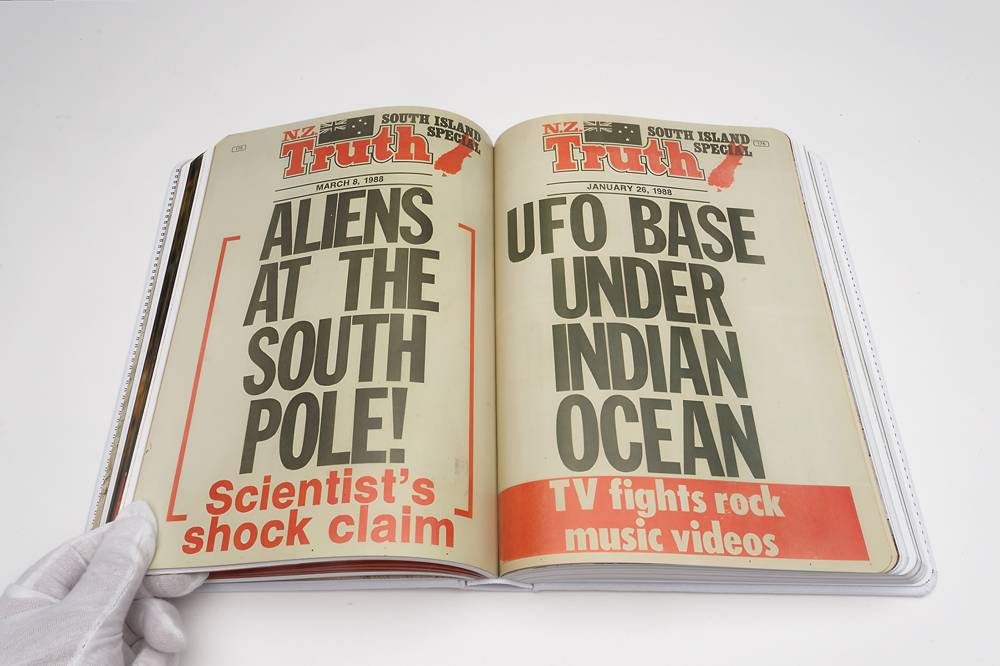 N.Z.
Truth
SOUTH ISLAND
SPECIAL
MARCH 8, 1988
ALIENS
AT THE
SOUTH
POLE!
Scientist's
shock claim
N.Z.
Truth
SOUTH ISLAND
SPECIAL
JANUARY 26, 1988
UFO BASE
UNDER
INDIAN
OCEAN
TV fights rock
music videos